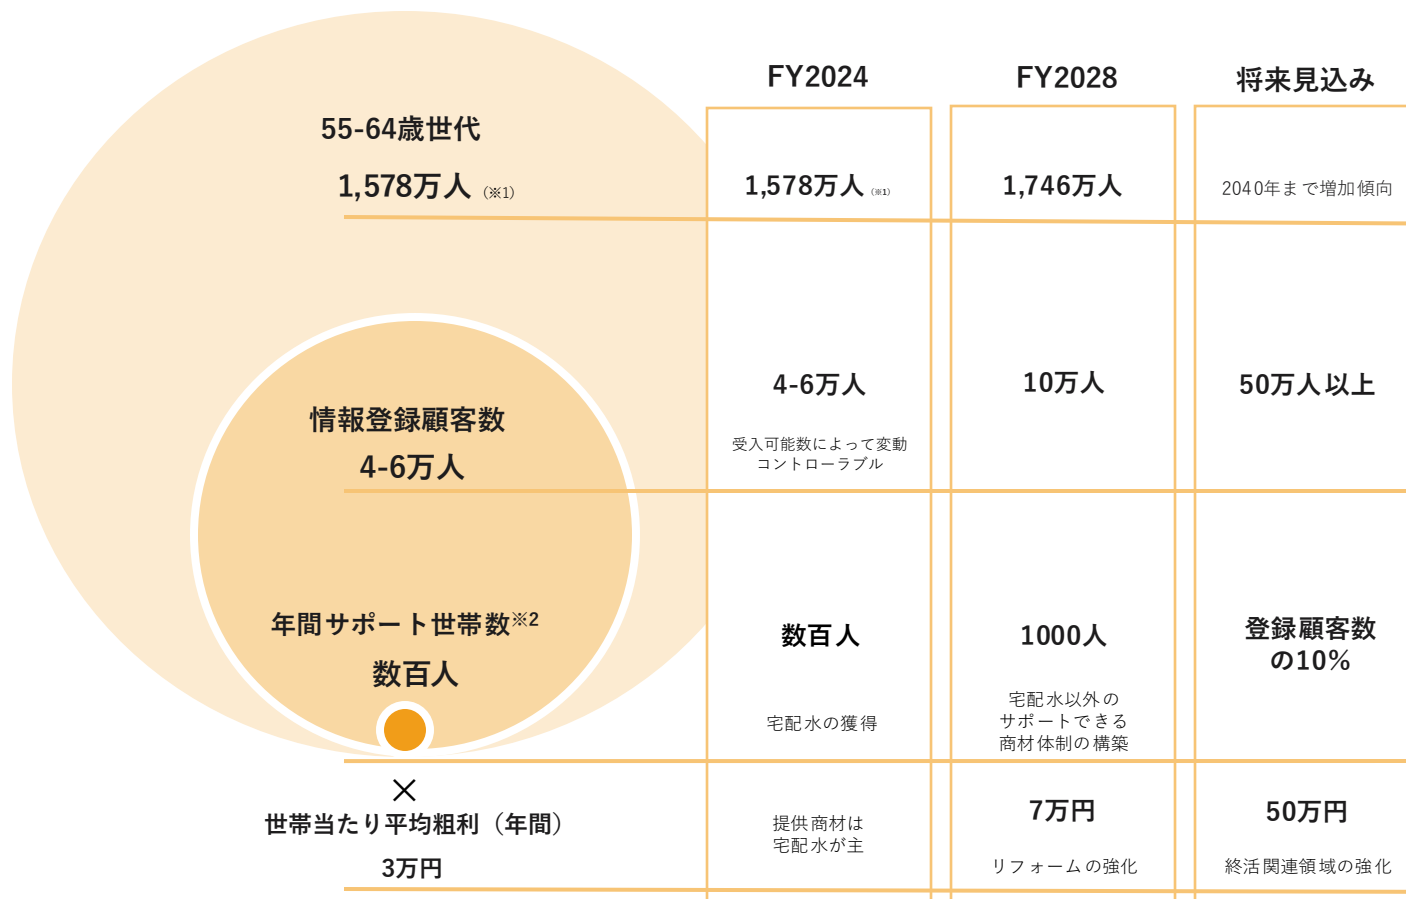 FY2024
FY2028
将来見込み
55-64歳世代
1,578万人 (※1)
1,578万人 (※1)
1,746万人
2040年まで増加傾向
情報登録顧客数
4-6万人
4-6万人
受入可能数によって変動
コントローラブル
10万人
50万人以上
年間サポート世帯数※2
数百人
数百人
宅配水の獲得
1000人
宅配水以外の
サポートできる
商材体制の構築
登録顧客数
の10%
×
世帯当たり平均粗利（年間）
3万円
提供商材は
宅配水が主
7万円
リフォームの強化
50万円
終活関連領域の強化